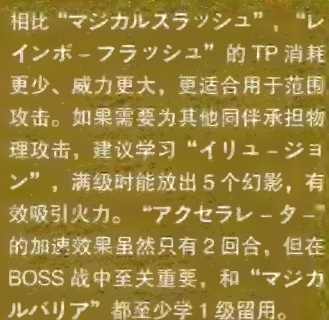 相比“マジカルスラッシュ”，“レ
インボーフラッシュ”的 TP 消耗
更少、威力更大，更适合用于范围
攻击。如果需要为其他同伴承担物
理攻击，建议学习“イリュージョ
ン”，满级时能放出 5 个幻影，有
效吸引火力。“アクセラレーター”
的加速效果虽然只有 2 回合，但在
BOSS 战中至关重要，和“マジカ
ルバリア”都至少学 1 级留用。